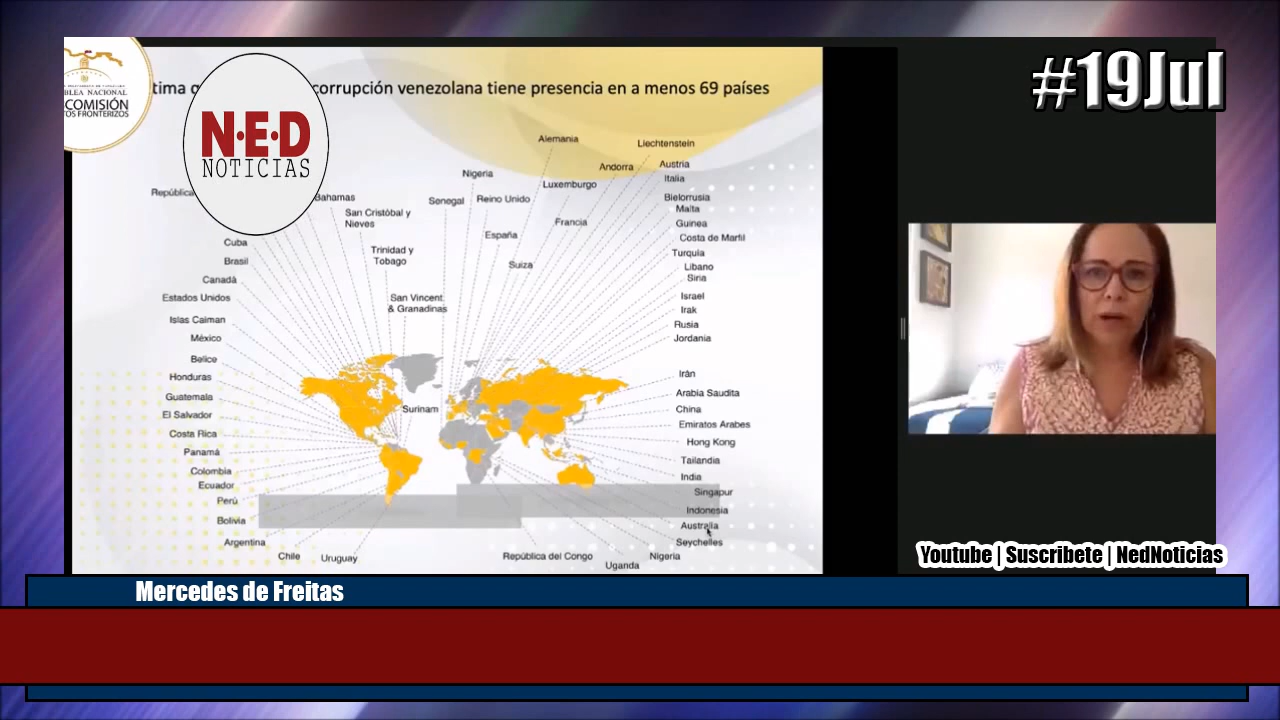 #19Jul
BLEA NACIONAL
COMISIÓN
TOS FRONTERIZOS
tima
corrupción venezolana tiene presencia en a menos 69 países
N·E·D
NOTICIAS
Alemania
Liechtenstein
Andorra
Austria
Nigeria
Italia
Luxemburgo
República
Bahamas
Senegal
Reino Unido
Bielorrusia
Malta
San Cristóbal y
Nieves
Francia
Guinea
España
Costa de Marfil
Cuba
Trinidad y
Tobago
Turquía
Brasil
Suiza
Libano
Siria
Canadá
Estados Unidos
San Vincent
& Granadinas
Israel
Irak
Islas Caiman
Rusia
México
Jordania
Belice
Irán
Honduras
Arabia Saudita
Guatemala
Surinam
China
El Salvador
Emiratos Arabes
Costa Rica
Hong Kong
Panamá
Tailandia
Colombia
India
Ecuador
Singapur
Perú
Indonesia
Bolivia
Australia
Argentina
Seychelles
Chile
Uruguay
República del Congo
Nigeria
Uganda
Youtube | Suscribete | NedNoticias
Mercedes de Freitas